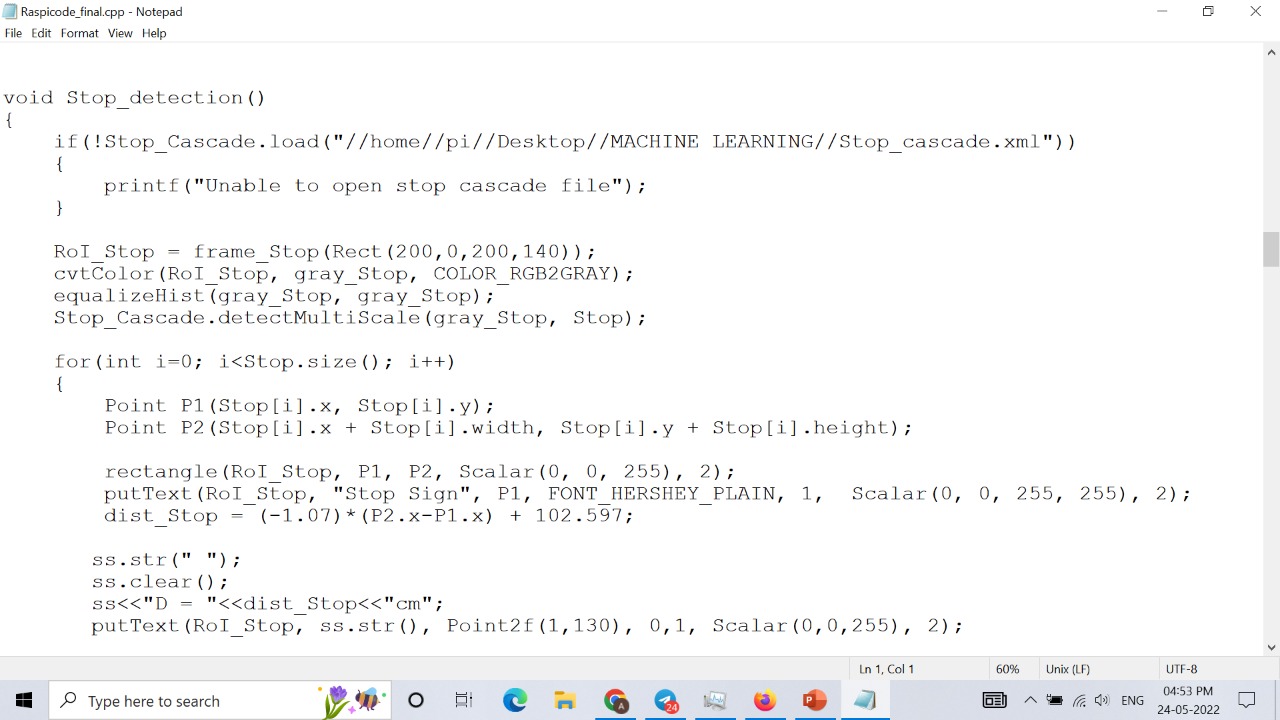 Raspicode_final.cpp - Notepad
File Edit Format View Help
void Stop_detection()
{
if(!Stop_Cascade.load("//home//pi//Desktop//MACHINE LEARNING//Stop_cascade.xml"))
{
printf("Unable to open stop cascade file");
}
RoI_Stop = frame_Stop(Rect(200,0,200,140));
cvtColor(RoI_Stop, gray_Stop, COLOR_RGB2GRAY);
equalizeHist(gray_Stop, gray_Stop);
Stop_Cascade.detectMultiScale(gray_Stop, Stop);
for(int i=0; i<Stop.size(); i++)
{
Point P1(Stop[i].x, Stop[i].y);
Point P2(Stop[i].x + Stop[i].width, Stop[i].y + Stop[i].height);
rectangle(RoI_Stop, P1, P2, Scalar(0, 0, 255), 2);
putText(RoI_Stop, "Stop Sign", P1, FONT_HERSHEY_PLAIN, 1,  Scalar(0, 0, 255, 255), 2);
dist_Stop = (-1.07)*(P2.x-P1.x) + 102.597;
ss.str(" ");
ss.clear();
ss<<"D = "<<dist_Stop<<"cm";
putText(RoI_Stop, ss.str(), Point2f(1,130), 0,1, Scalar(0,0,255), 2);
Ln 1, Col 1 60% Unix (LF) UTF-8
Type here to search A 24 P ENG 04:53 PM
24-05-2022